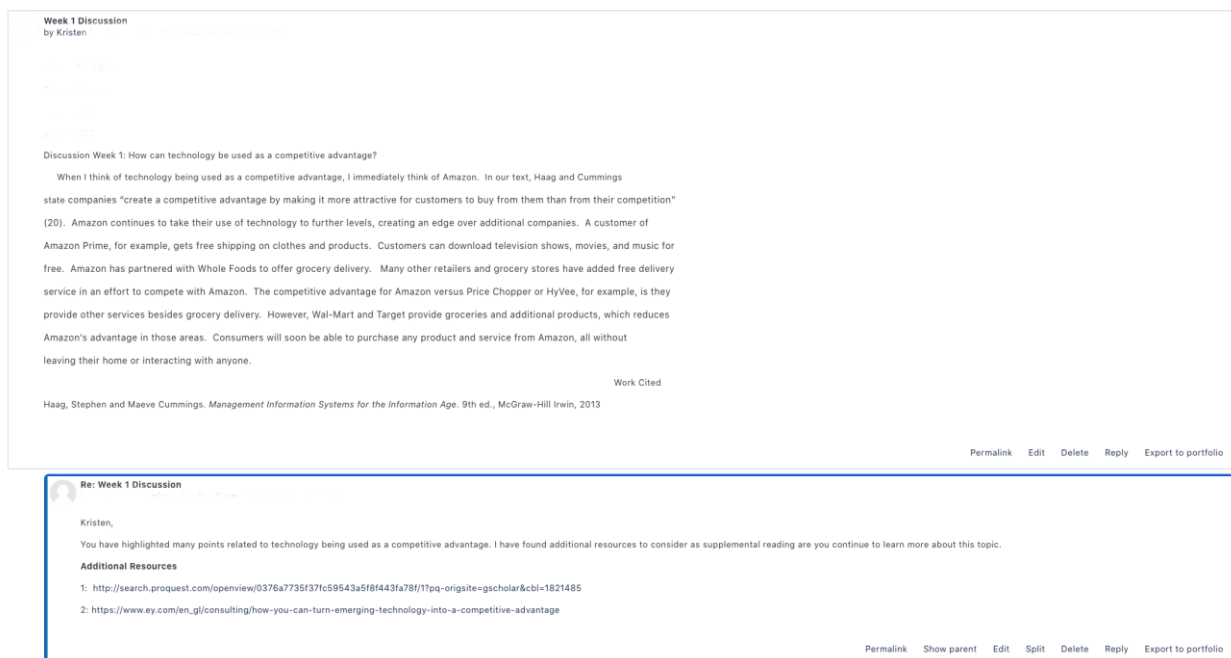 Week 1 Discussion
by Kristen
Discussion Week 1: How can technology be used as a competitive advantage?
When I think of technology being used as a competitive advantage, I immediately think of Amazon. In our text, Haag and Cummings
state companies “create a competitive advantage by making it more attractive for customers to buy from them than from their competition”
(20). Amazon continues to take their use of technology to further levels, creating an edge over additional companies. A customer of
Amazon Prime, for example, gets free shipping on clothes and products. Customers can download television shows, movies, and music for
free. Amazon has partnered with Whole Foods to offer grocery delivery. Many other retailers and grocery stores have added free delivery
service in an effort to compete with Amazon. The competitive advantage for Amazon versus Price Chopper or HyVee, for example, is they
provide other services besides grocery delivery. However, Wal-Mart and Target provide groceries and additional products, which reduces
Amazon's advantage in those areas. Consumers will soon be able to purchase any product and service from Amazon, all without
leaving their home or interacting with anyone.
Work Cited
Haag, Stephen and Maeve Cummings. Management Information Systems for the Information Age. 9th ed., McGraw-Hill Irwin, 2013
Permalink Edit Delete Reply Export to portfolio
Re: Week 1 Discussion
Kristen,
You have highlighted many points related to technology being used as a competitive advantage. I have found additional resources to consider as supplemental reading are you continue to learn more about this topic.
Additional Resources
1: http://search.proquest.com/openview/0376a7735f37fc59543a5f8f443fa78f/1?pq-origsite=gscholar&cbl=1821485
2: https://www.ey.com/en_gl/consulting/how-you-can-turn-emerging-technology-into-a-competitive-advantage
Permalink Show parent Edit Split Delete Reply Export to portfolio